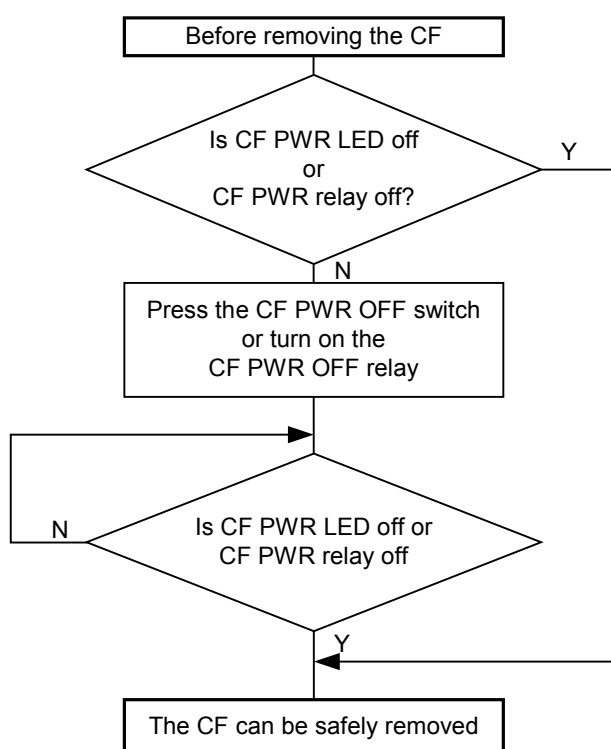 Before removing the CF
Is CF PWR LED off
or
CF PWR relay off?
Y
N
Press the CF PWR OFF switch
or turn on the
CF PWR OFF relay
N
Is CF PWR LED off or
CF PWR relay off
Y
The CF can be safely removed